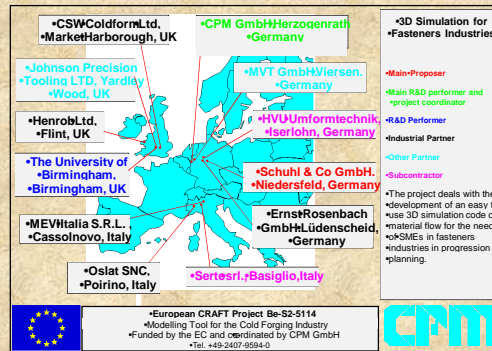 •CSW•Coldform•Ltd,
•Market•Harborough, UK
•CPM GmbH•Herzogenrath
•Germany
•Johnson Precision
•Tooling LTD, Yardley
•Wood, UK
•MVT GmbH•Viersen.
•Germany
•Henrob•Ltd,
•Flint, UK
•HVU•Umformtechnik,
•Iserlohn, Germany
•The University of
•Birmingham,
•Birmingham, UK
•Schuhl & Co GmbH.
•Niedersfeld, Germany
•MEV•Italia S.R.L. ,
•Cassolnovo, Italy
•Ernst•Rosenbach
GmbH•Lüdenscheid,
•Germany
•Oslat SNC,
•Poirino, Italy
•Serte•srl.•Basiglio,Italy
•3D Simulation for
•Fasteners Industries
•Main•Proposer
•Main R&D performer and
•project coordinator
•R&D Performer
•Industrial Partner
•Other Partner
•Subcontractor
•The project deals with the
•development of an easy t
•use 3D simulation code o
•material flow for the need
•of•SMEs in fasteners
•industries in progression
•planning.
•European CRAFT Project Be-S2-5114
•Modelling Tool for the Cold Forging Industry
•Funded by the EC and coordinated by CPM GmbH
•Tel. +49-2407-9594-0
CPM